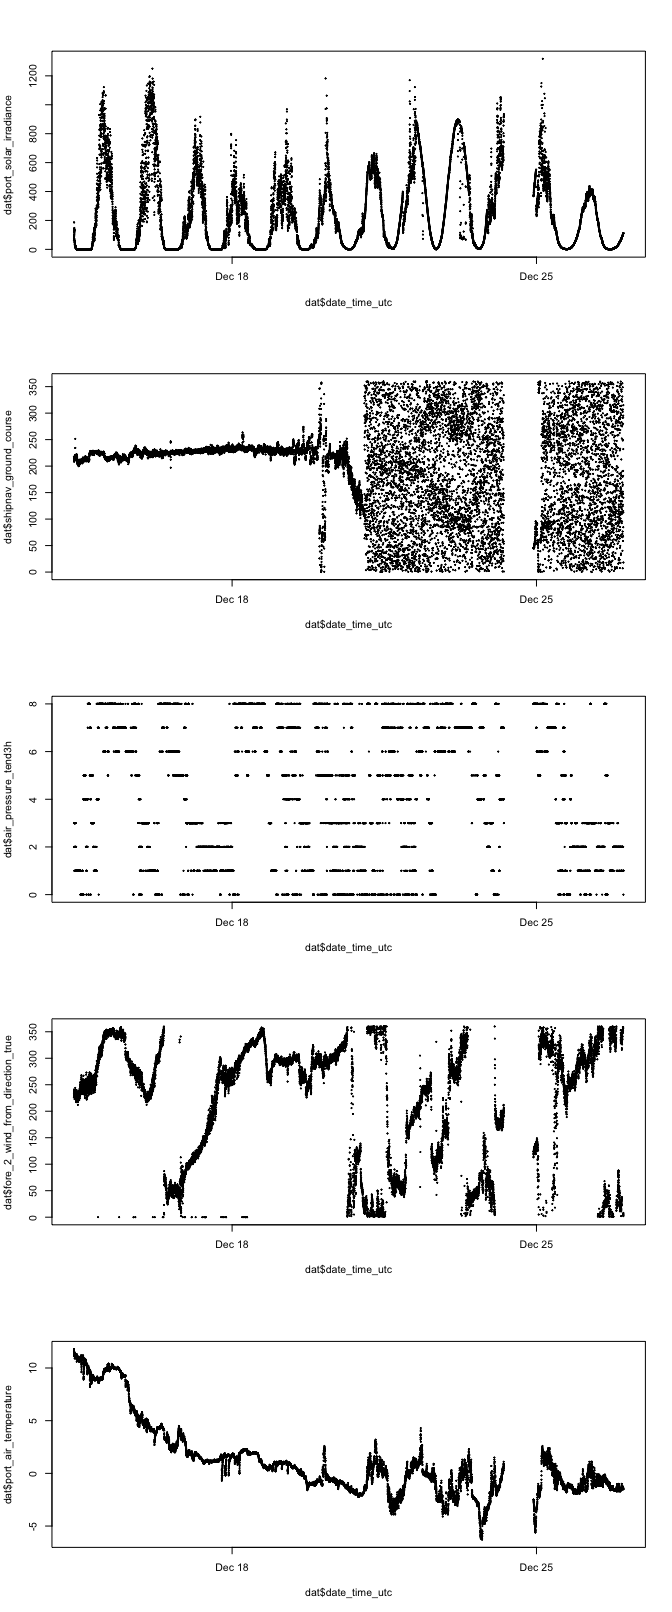 dat$port_solar_irradiance
0 200 400 600 800 1200
Dec 18 Dec 25
dat$date_time_utc
dat$shipnav_ground_course
0 50 100 150 200 250 300 350
Dec 18 Dec 25
dat$date_time_utc
dat$air_pressure_tend3h
0 2 4 6 8
Dec 18 Dec 25
dat$date_time_utc
dat$fore_2_wind_from_direction_true
0 50 100 150 200 250 300 350
Dec 18 Dec 25
dat$date_time_utc
dat$port_air_temperature
-5 0 5 10
Dec 18 Dec 25
dat$date_time_utc